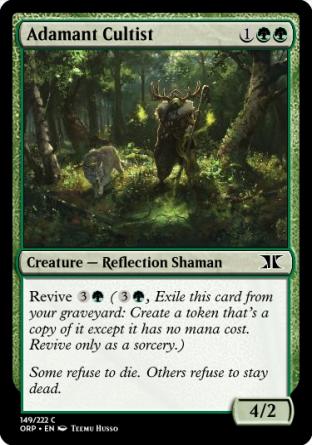 Adamant Cultist 1
Creature — Reflection Shaman
Revive 3 ( 3 , Exile this card from
your graveyard: Create a token that's a
copy of it except it has no mana cost.
Revive only as a sorcery.)
Some refuse to die. Others refuse to stay
dead.
4/2
149/222 C
ORP • EN Teemu Husso